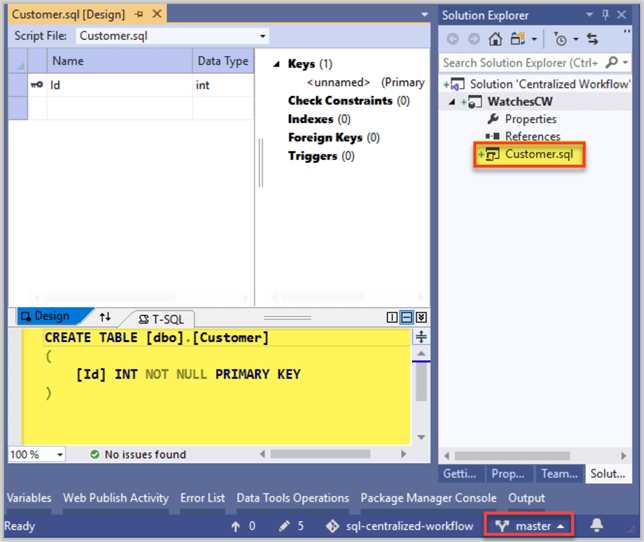 Customer.sql [Design]
Script File: Customer.sql
Name Data Type
Id int
Keys (1)
<unnamed> (Primary
Check Constraints (0)
Indexes (0)
Foreign Keys (0)
Triggers (0)
Design T-SQL
CREATE TABLE [dbo].[Customer]
(
[Id] INT NOT NULL PRIMARY KEY
)
100 % No issues found
Solution Explorer
Search Solution Explorer (Ctrl+
Solution 'Centralized Workflow'
WatchesCW
Properties
References
Customer.sql
Getti... Prop... Team... Solut...
Variables Web Publish Activity Error List Data Tools Operations Package Manager Console Output
Ready 0 5 sql-centralized-workflow master